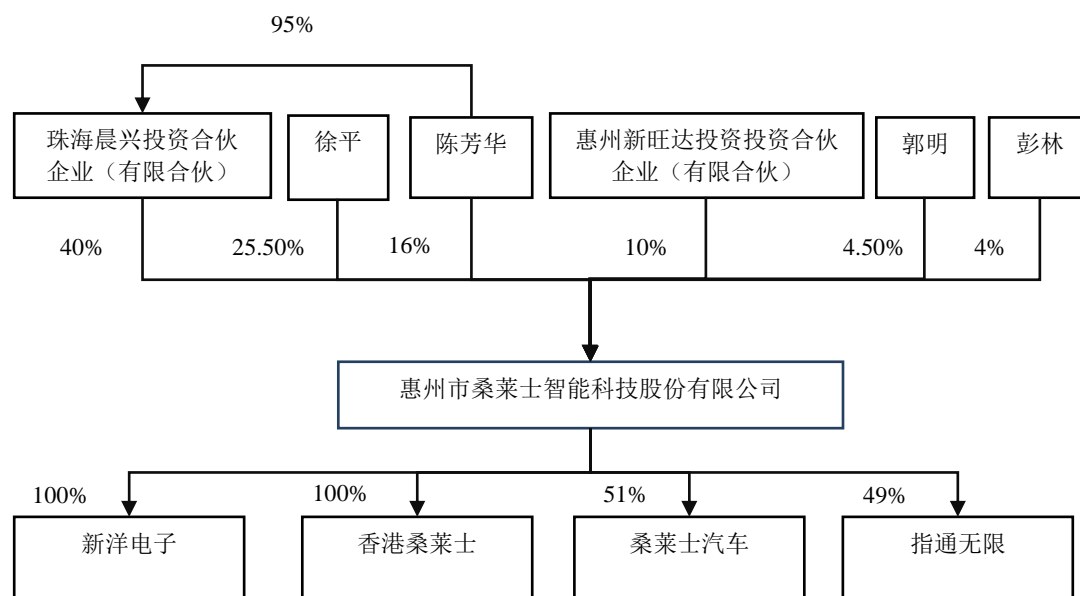 95%
珠海晨兴投资合伙
企业（有限合伙）
徐平
陈芳华
惠州新旺达投资投资合伙
企业（有限合伙）
郭明
彭林
40%
25.50%
16%
10%
4.50%
4%
惠州市桑莱士智能科技股份有限公司
100%
100%
51%
49%
新洋电子
香港桑莱士
桑莱士汽车
指通无限